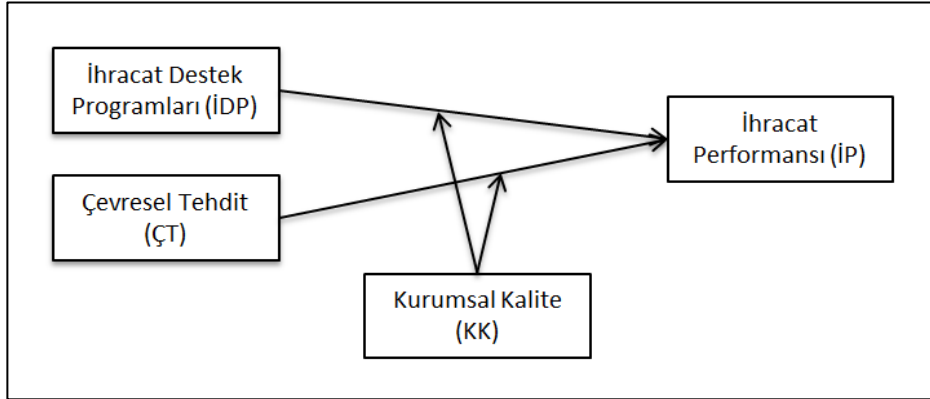 İhracat Destek
Programları (İDP)
İhracat
Performansı (İP)
Çevresel Tehdit
(ÇT)
Kurumsal Kalite
(KK)